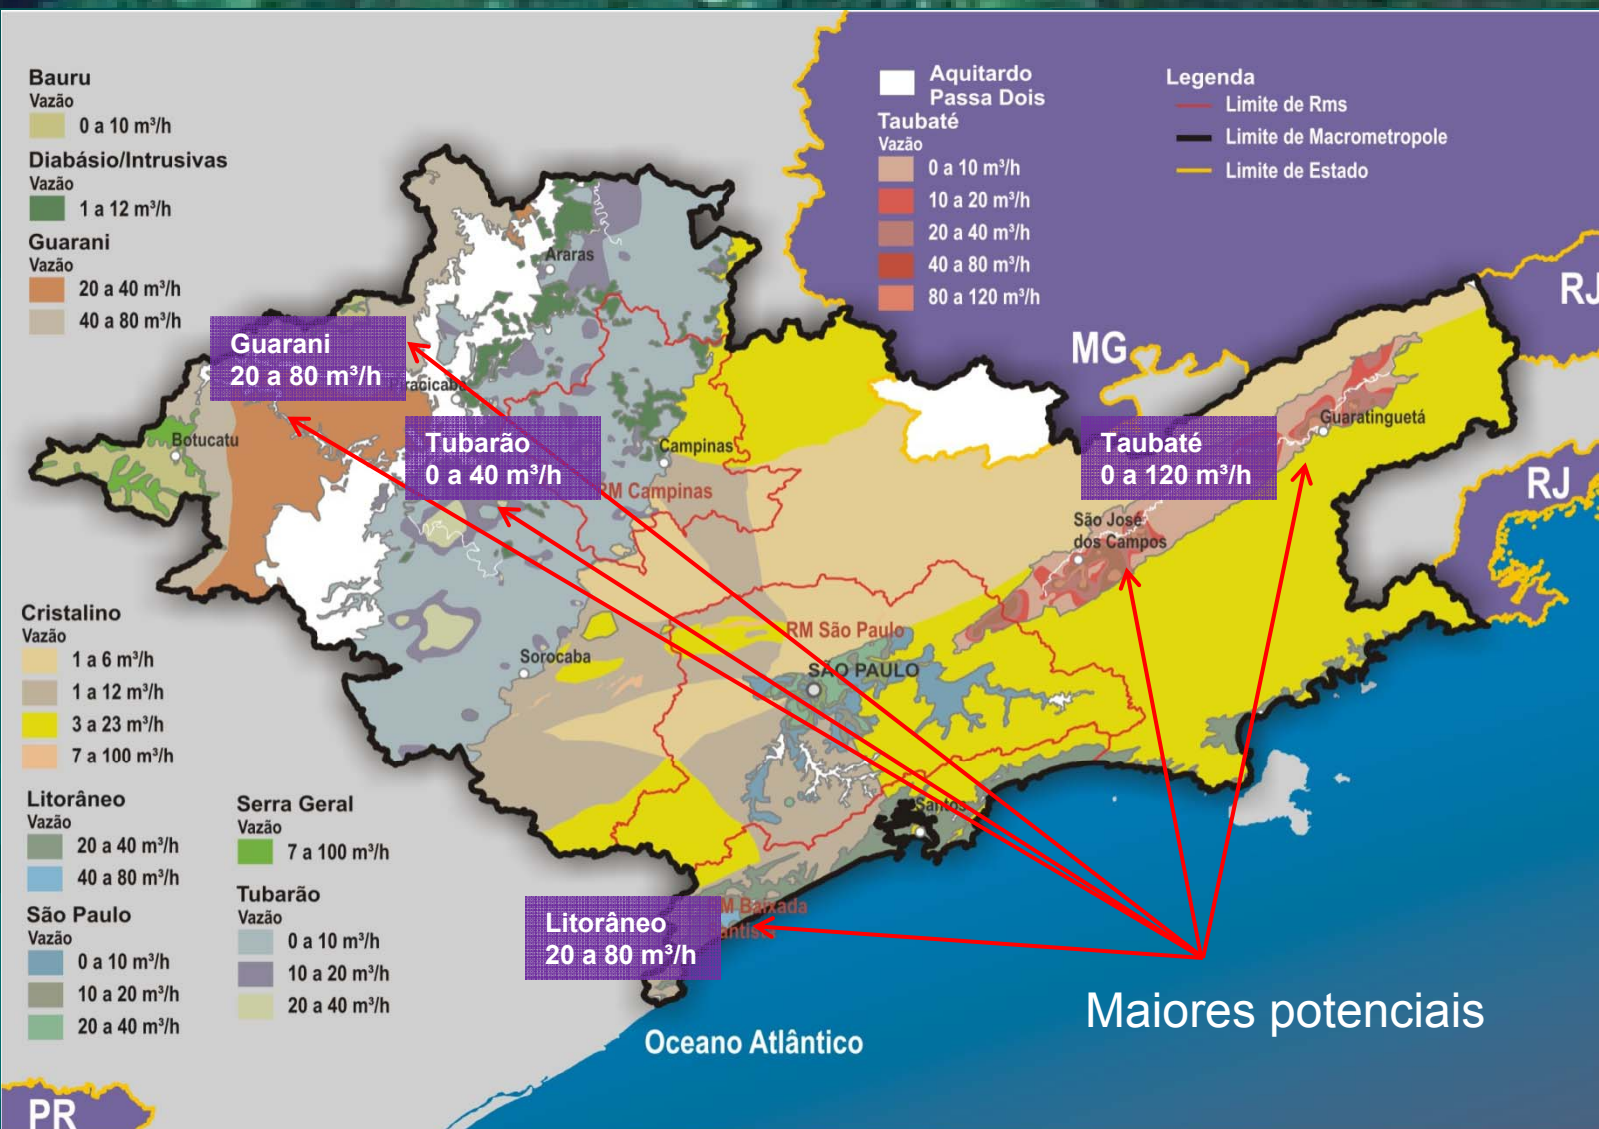 Bauru
Vazão
0 a 10 m³/h
Diabásio/Intrusivas
Vazão
1 a 12 m³/h
Guarani
Vazão
20 a 40 m³/h
40 a 80 m³/h
Aquitardo
Passa Dois
Taubaté
Vazão
0 a 10 m³/h
10 a 20 m³/h
20 a 40 m³/h
40 a 80 m³/h
80 a 120 m³/h
Legenda
Limite de Rms
Limite de Macrometropole
Limite de Estado
RJ
MG
RJ
Araras
Guarani
20 a 80 m³/h
Botucatu
Tubarão
0 a 40 m³/h
Campinas
RM Campinas
Taubaté
0 a 120 m³/h
Guaratinguetá
São José
dos Campos
RM São Paulo
SÃO PAULO
Sorocaba
Santos
Cristalino
Vazão
1 a 6 m³/h
1 a 12 m³/h
3 a 23 m³/h
7 a 100 m³/h
Litorâneo
Vazão
20 a 40 m³/h
40 a 80 m³/h
São Paulo
Vazão
0 a 10 m³/h
10 a 20 m³/h
20 a 40 m³/h
Serra Geral
Vazão
7 a 100 m³/h
Tubarão
Vazão
0 a 10 m³/h
10 a 20 m³/h
20 a 40 m³/h
Litorâneo
20 a 80 m³/h
Baixada
Maiores potenciais
Oceano Atlântico
PR